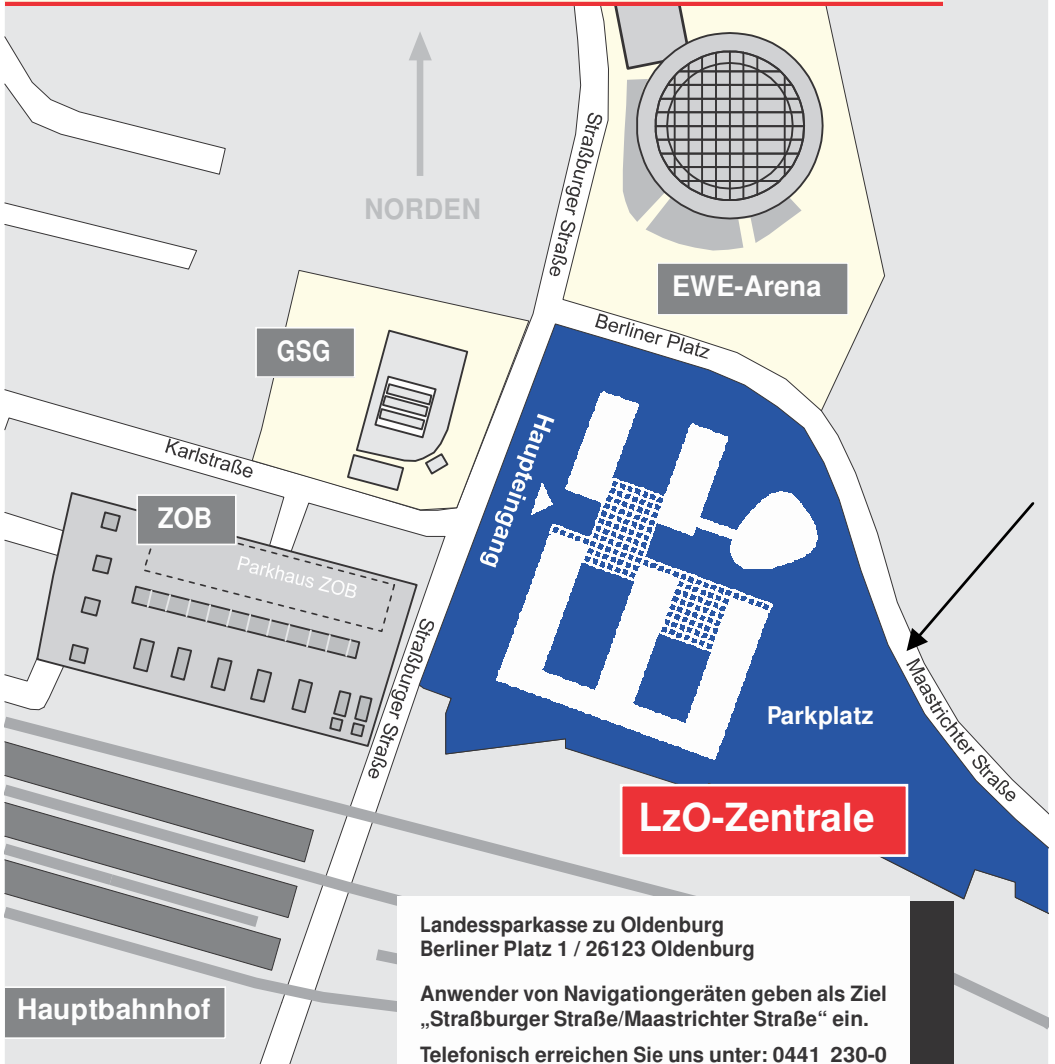 Straßburger Straße
NORDEN
EWE-Arena
Berliner Platz
GSG
Haupteingang
Karlstraße
ZOB
Parkhaus ZOB
Straßburger Straße
Maastrichter Straße
Parkplatz
LzO-Zentrale
Landessparkasse zu Oldenburg
Berliner Platz 1 / 26123 Oldenburg
Anwender von Navigationgeräten geben als Ziel
„Straßburger Straße/Maastrichter Straße“ ein.
Hauptbahnhof
Telefonisch erreichen Sie uns unter: 0441 230-0